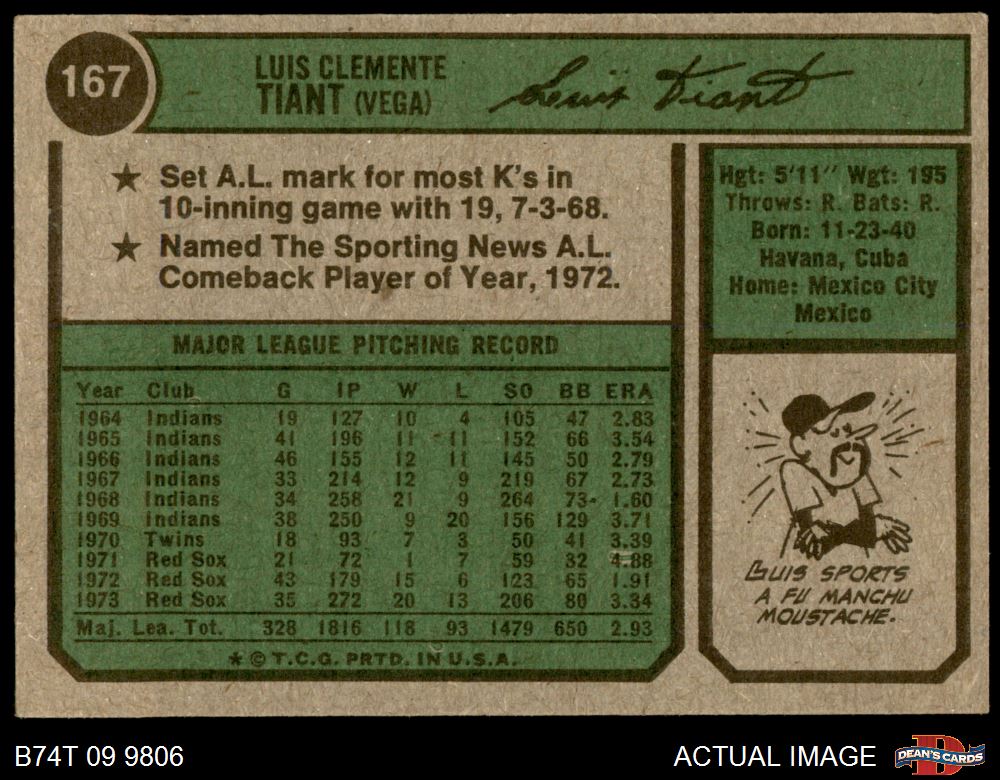 167
LUIS CLEMENTE
TIANT (VEGA)
Luis Tiant
★ Set A.L. mark for most K's in
10-inning game with 19, 7-3-68.
★ Named The Sporting News A.L.
Comeback Player of Year, 1972.
Hgt: 5'11" Wgt: 195
Throws: R. Bats: R.
Born: 11-23-40
Havana, Cuba
Home: Mexico City
Mexico
MAJOR LEAGUE PITCHING RECORD
Year Club G IP W L SO BB ERA
1964 Indians 19 127 10 4 105 47 2.83
1965 Indians 41 196 11 11 152 66 3.54
1966 Indians 46 155 12 11 145 50 2.79
1967 Indians 33 214 12 9 219 67 2.73
1968 Indians 34 258 21 9 264 73 1.60
1969 Indians 38 250 9 20 156 129 3.71
1970 Twins 18 93 7 3 50 41 3.39
1971 Red Sox 21 72 1 7 59 32 4.88
1972 Red Sox 43 179 15 6 123 65 1.91
1973 Red Sox 35 272 20 13 206 80 3.34
Maj. Lea. Tot. 328 1816 118 93 1479 650 2.93
★ © T.C.G. PRTD. IN U.S.A.
LUIS SPORTS
A FU MANCHU
MOUSTACHE.
B74T 09 9806
ACTUAL IMAGE
D
DEAN'S CARDS